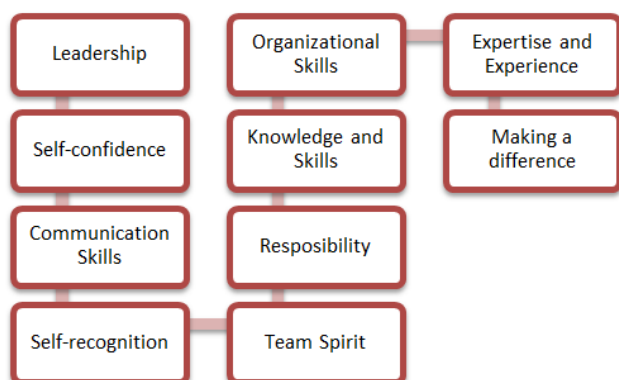 Leadership
Self-confidence
Communication
Skills
Self-recognition
Team Spirit
Resposibility
Knowledge and
Skills
Organizational
Skills
Expertise and
Experience
Making a
difference